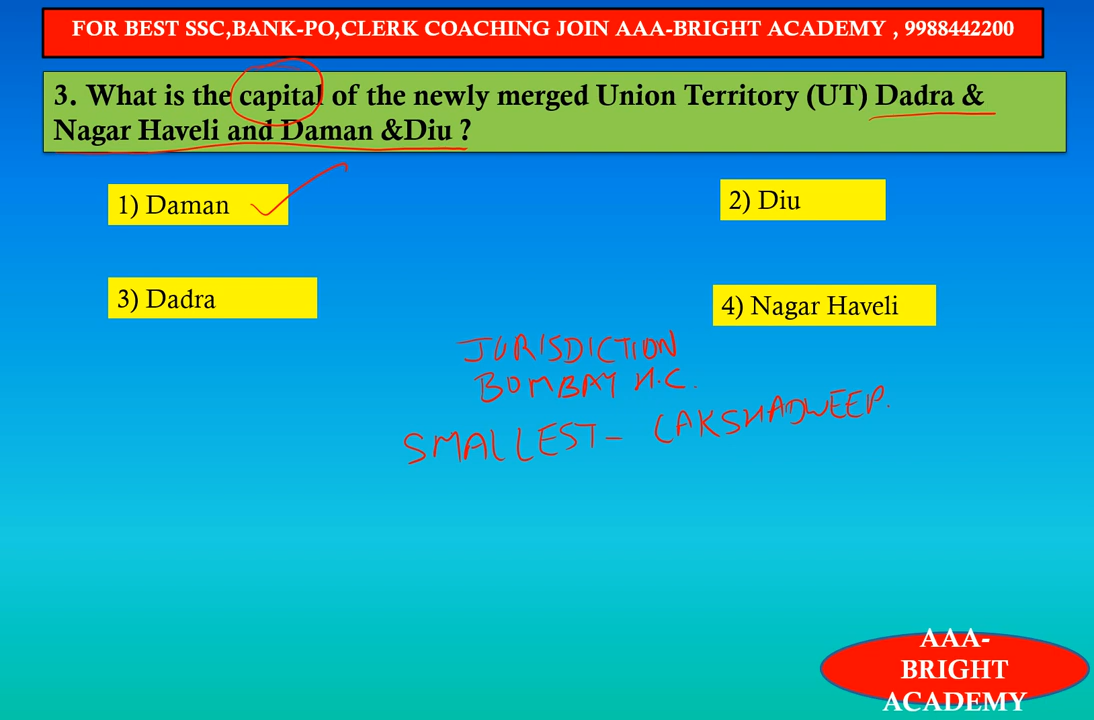 FOR BEST SSC,BANK-PO,CLERK COACHING JOIN AAA-BRIGHT ACADEMY , 9988442200
3. What is the capital of the newly merged Union Territory (UT) Dadra &
Nagar Haveli and Daman &Diu ?
1) Daman
2) Diu
3) Dadra
4) Nagar Haveli
JURISDICTION
BOMBAY H.C.
SMALLEST- LAKSHADWEEP.
AAA-
BRIGHT
ACADEMY